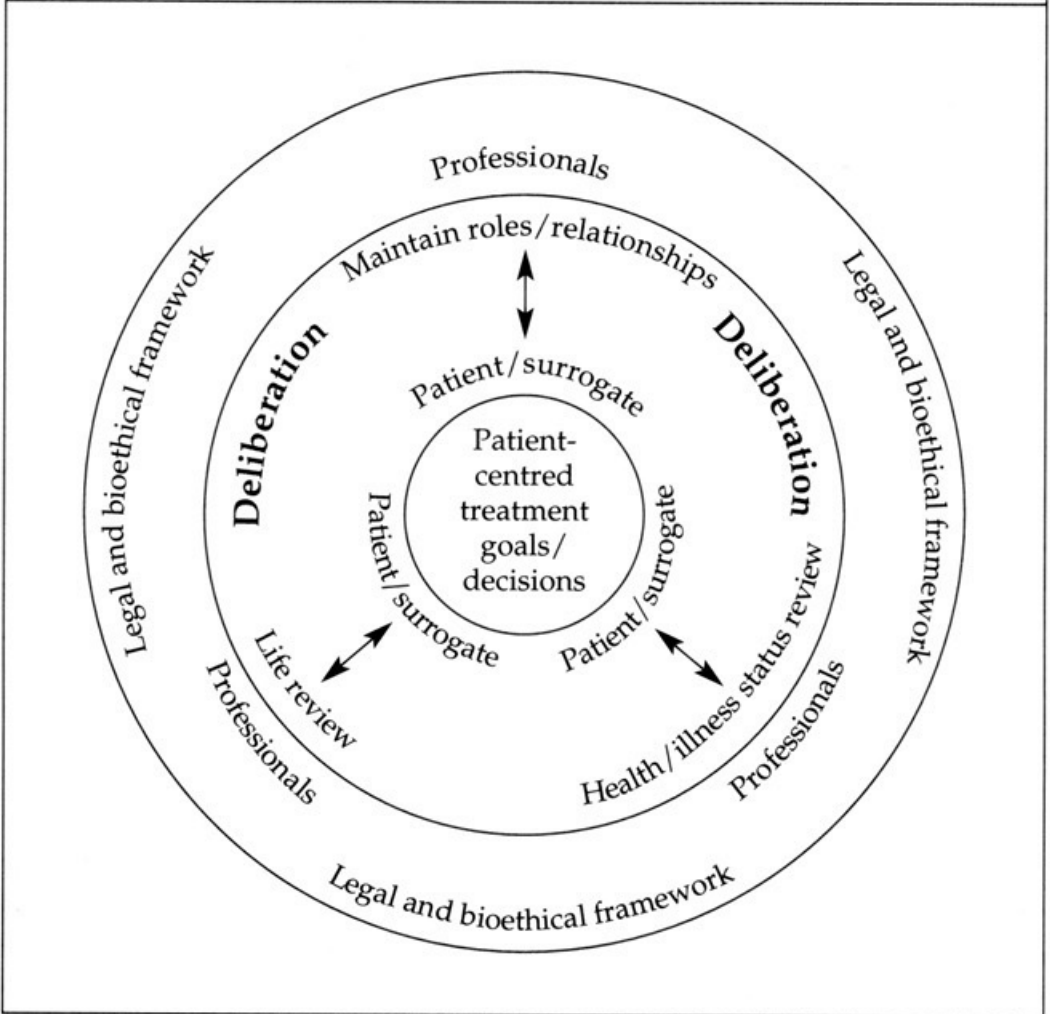 Professionals
Maintain roles/relationships
Legal and bioethical framework
Deliberation
Deliberation
Legal and bioethical framework
Patient/surrogate
Patient-
centred
treatment
goals/
decisions
Patient/surrogate
Patient/surrogate
Life review
Health/illness status review
Professionals
Professionals
Legal and bioethical framework